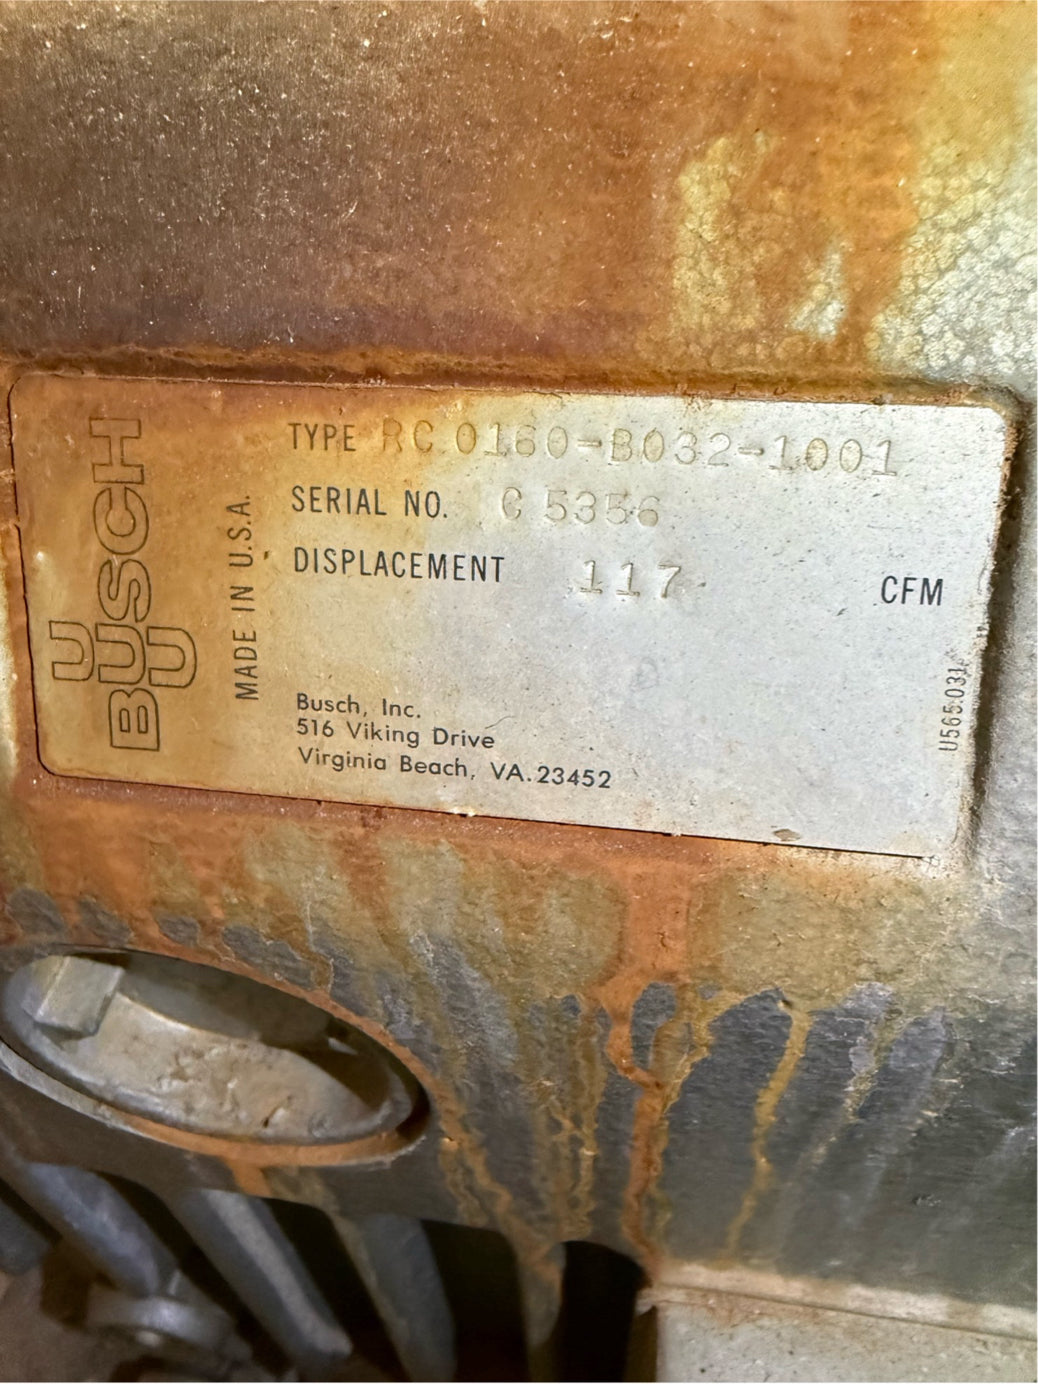 BUSCH
MADE IN U.S.A.
TYPE RC 0160-B032-1001
SERIAL NO. C 5356
DISPLACEMENT 117 CFM
Busch, Inc.
516 Viking Drive
Virginia Beach, VA. 23452
U565.031